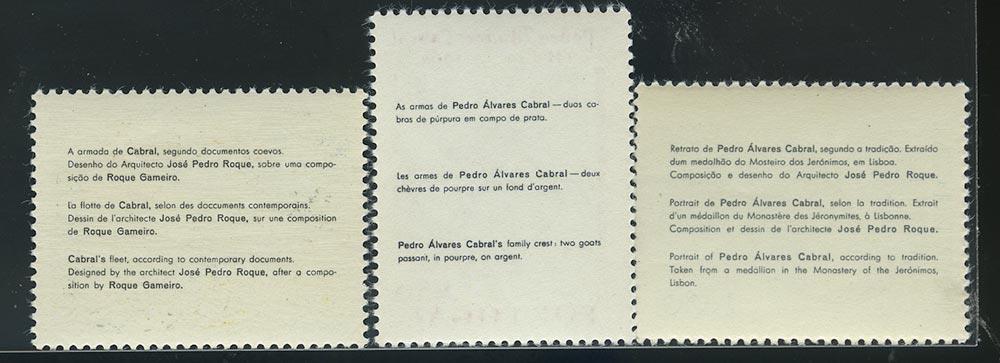 A armada de Cabral, segundo documentos coevos.
Desenho do Arquitecto José Pedro Roque, sobre uma compo-
sição de Roque Gameiro.
La flotte de Cabral, selon des doccuments contemporains.
Dessin de l'architecte José Pedro Roque, sur une composition
de Roque Gameiro.
Cabral's fleet, according to contemporary documents.
Designed by the architect José Pedro Roque, after a compo-
sition by Roque Gameiro.
As armas de Pedro Álvares Cabral — duas ca-
bras de púrpura em campo de prata.
Les armes de Pedro Álvares Cabral — deux
chèvres de pourpre sur un fond d'argent.
Pedro Álvares Cabral's family crest: two goats
passant, in pourpre, on argent.
Retrato de Pedro Álvares Cabral, segundo a tradição. Extraído
dum medalhão do Mosteiro dos Jerónimos, em Lisboa.
Composição e desenho do Arquitecto José Pedro Roque.
Portrait de Pedro Álvares Cabral, selon la tradition. Extrait
d'un médaillon du Monastère des Jéronymites, à Lisbonne.
Composition et dessin de l'architecte José Pedro Roque.
Portrait of Pedro Álvares Cabral, according to tradition.
Taken from a medallion in the Monastery of the Jerónimos,
Lisbon.